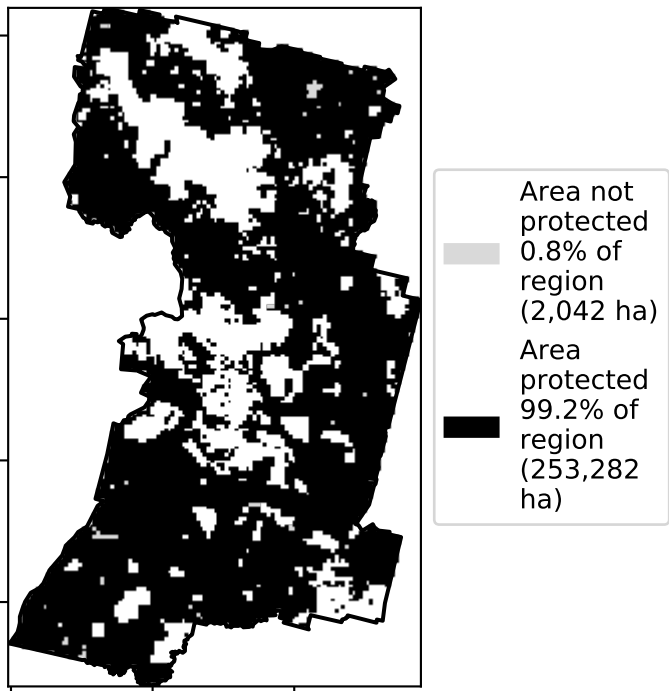 Area not
protected
0.8% of
region
(2,042 ha)
Area
protected
99.2% of
region
(253,282
ha)